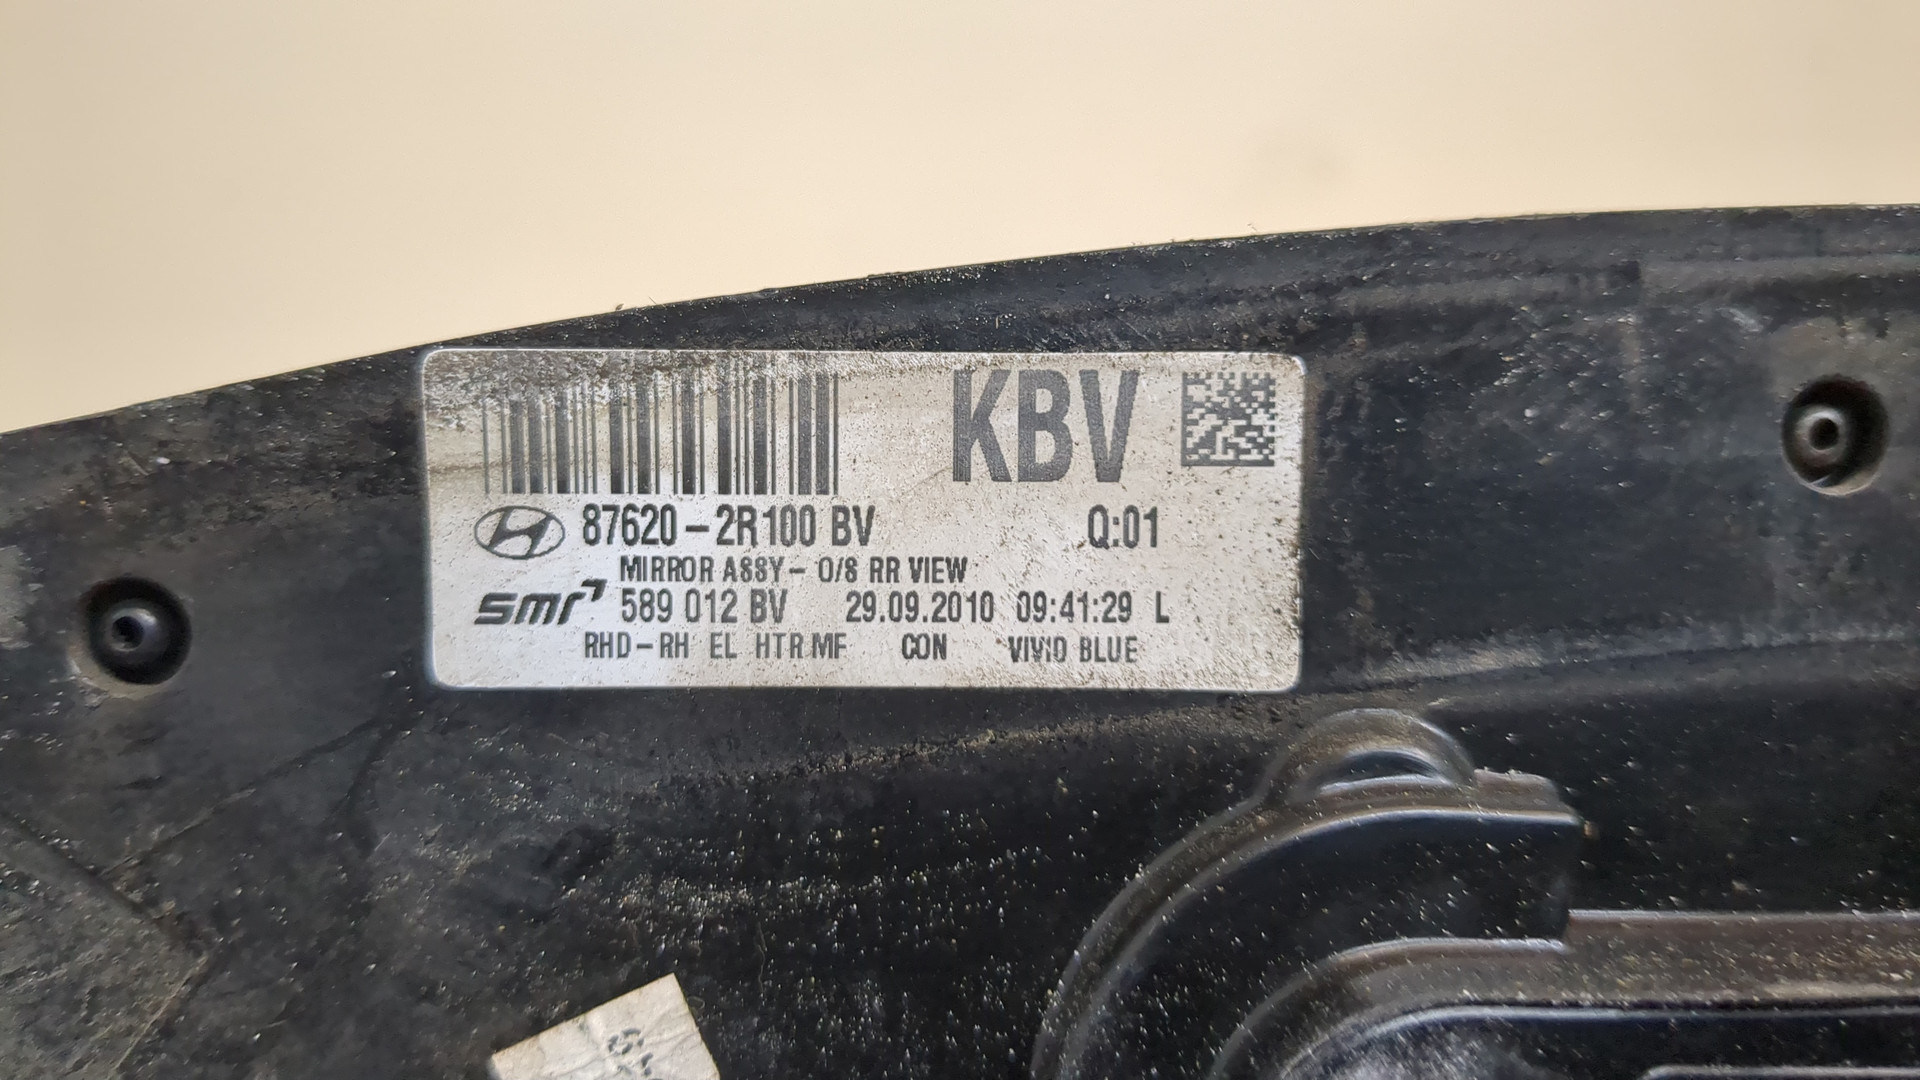 KBV
87620-2R100 BV Q:01
MIRROR ASSY- O/S RR VIEW
smr 589 012 BV 29.09.2010 09:41:29 L
RHD-RH EL HTR MF CON VIVID BLUE